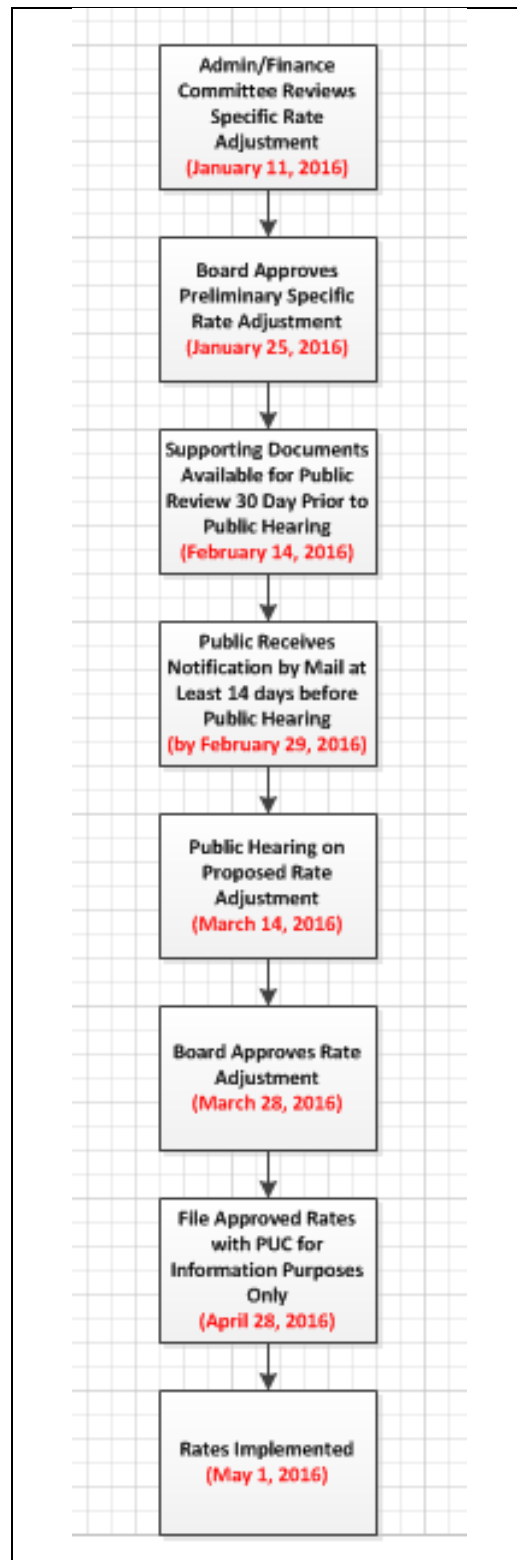 Admin/Finance
Committee Reviews
Specific Rate
Adjustment
(January 11, 2016)
Board Approves
Preliminary Specific
Rate Adjustment
(January 25, 2016)
Supporting Documents
Available for Public
Review 30 Day Prior to
Public Hearing
(February 14, 2016)
Public Receives
Notification by Mail at
Least 14 days before
Public Hearing
(by February 29, 2016)
Public Hearing on
Proposed Rate
Adjustment
(March 14, 2016)
Board Approves Rate
Adjustment
(March 28, 2016)
File Approved Rates
with PUC for
Information Purposes
Only
(April 28, 2016)
Rates Implemented
(May 1, 2016)